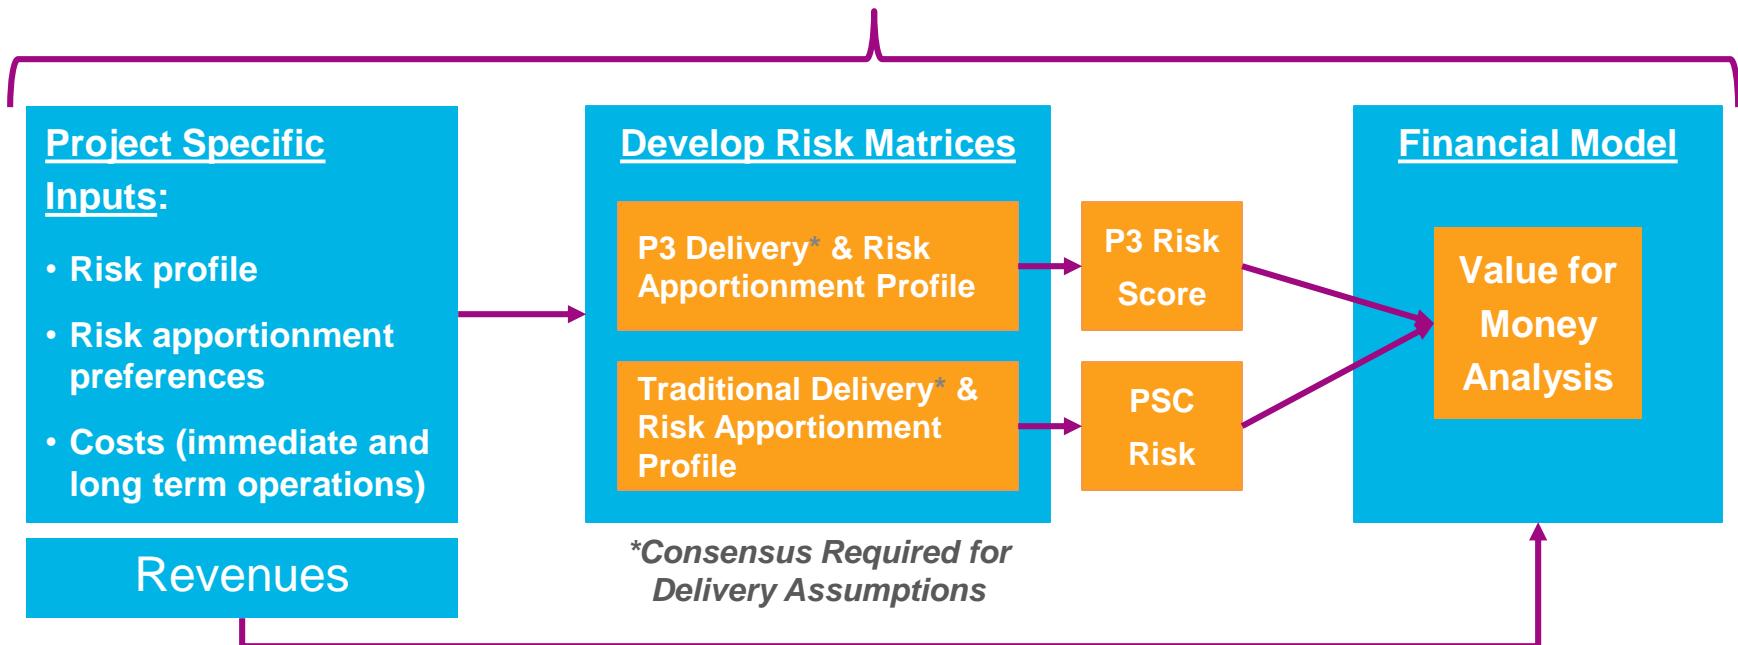 Project Specific
Inputs:
• Risk profile
• Risk apportionment
preferences
• Costs (immediate and
long term operations)
Revenues
Develop Risk Matrices
P3 Delivery* & Risk
Apportionment Profile
Traditional Delivery* &
Risk Apportionment
Profile
*Consensus Required for
Delivery Assumptions
P3 Risk
Score
PSC
Risk
Financial Model
Value for
Money
Analysis